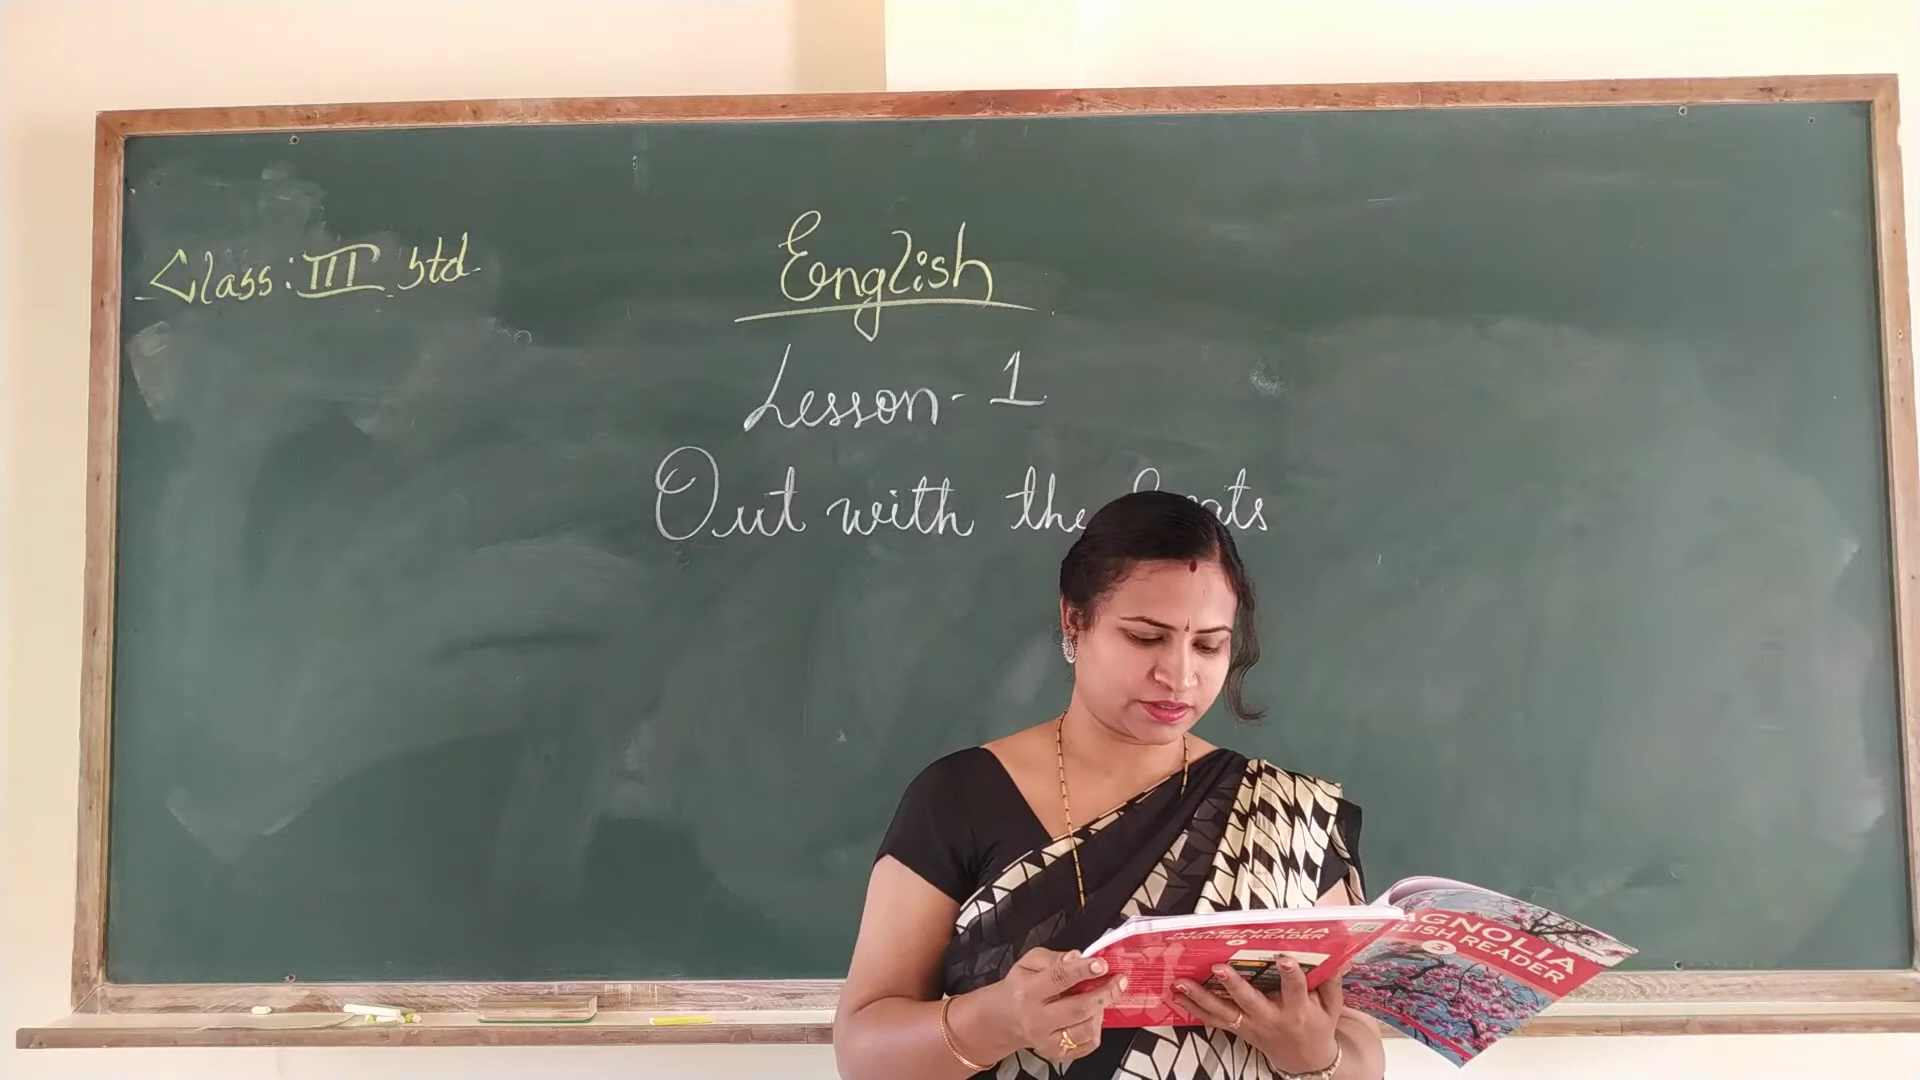 Class: III std
English
Lesson - 1
Out with the
MAGNOLIA
ENGLISH READER
AGNOLIA
LISH READER
3